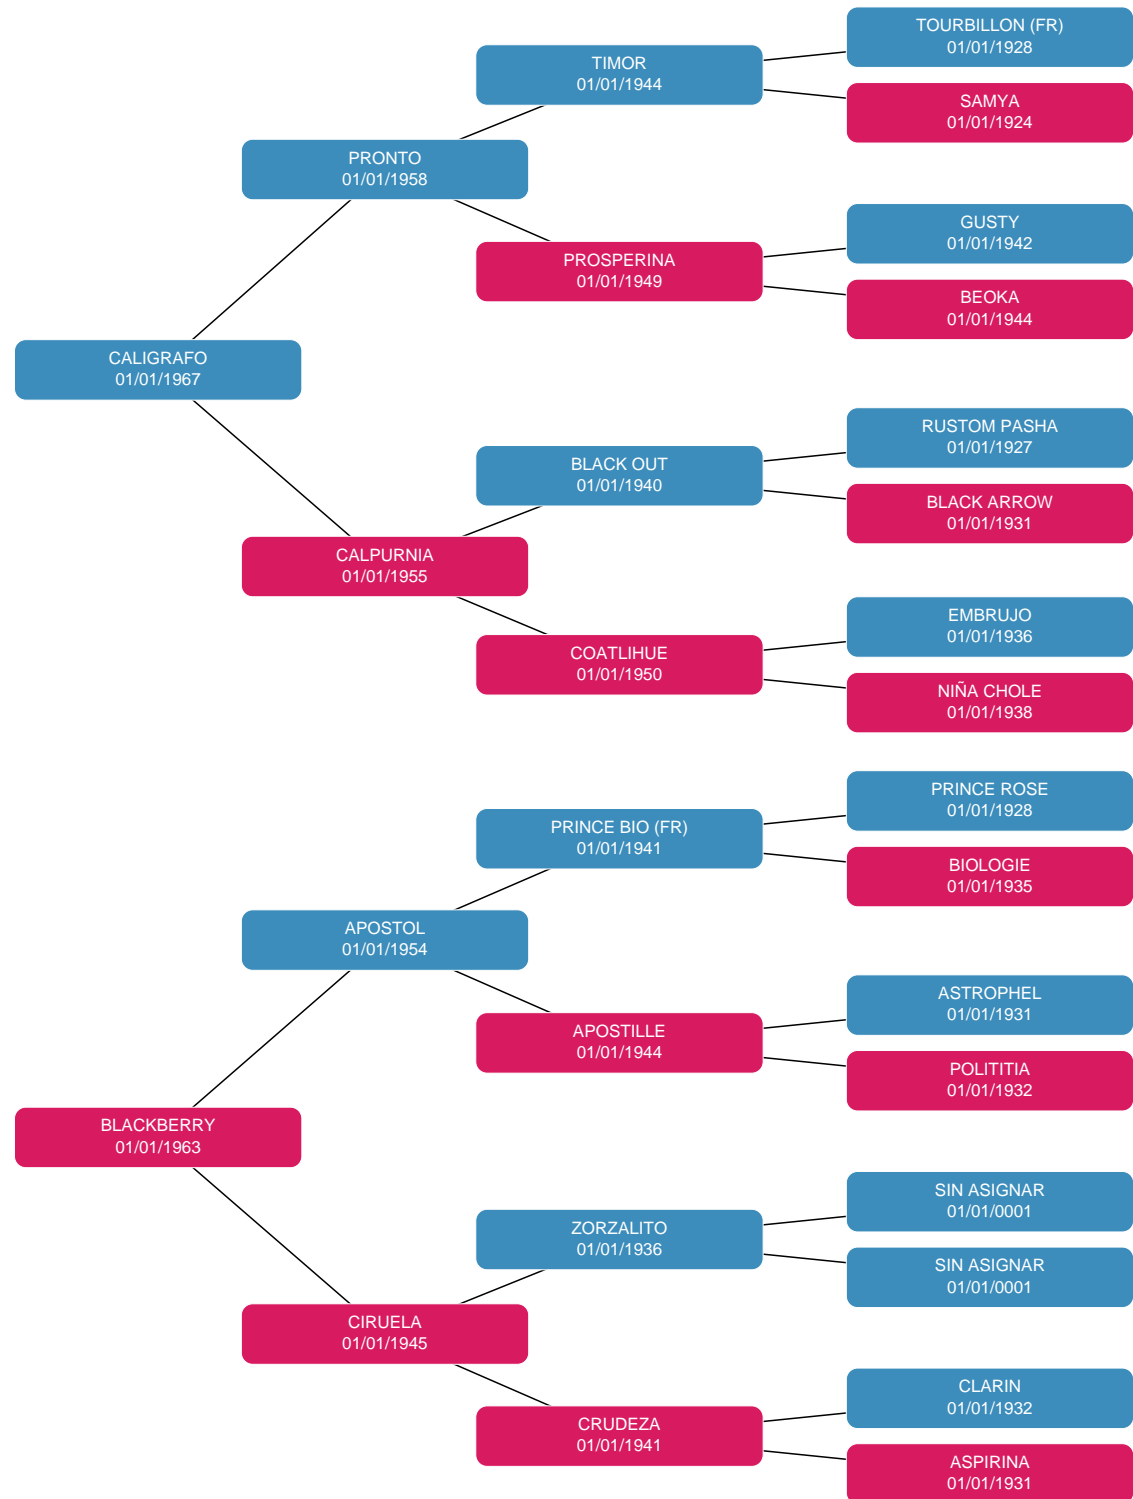 TOURBILLON (FR)
01/01/1928
TIMOR
01/01/1944
SAMYA
01/01/1924
PRONTO
01/01/1958
GUSTY
01/01/1942
PROSPERINA
01/01/1949
BEOKA
01/01/1944
CALIGRAFO
01/01/1967
RUSTOM PASHA
01/01/1927
BLACK OUT
01/01/1940
BLACK ARROW
01/01/1931
CALPURNIA
01/01/1955
EMBRUJO
01/01/1936
COATLIHUE
01/01/1950
NIÑA CHOLE
01/01/1938
PRINCE ROSE
01/01/1928
PRINCE BIO (FR)
01/01/1941
BIOLOGIE
01/01/1935
APOSTOL
01/01/1954
ASTROPHEL
01/01/1931
APOSTILLE
01/01/1944
POLITITIA
01/01/1932
BLACKBERRY
01/01/1963
SIN ASIGNAR
01/01/0001
ZORZALITO
01/01/1936
SIN ASIGNAR
01/01/0001
CIRUELA
01/01/1945
CLARIN
01/01/1932
CRUDEZA
01/01/1941
ASPIRINA
01/01/1931